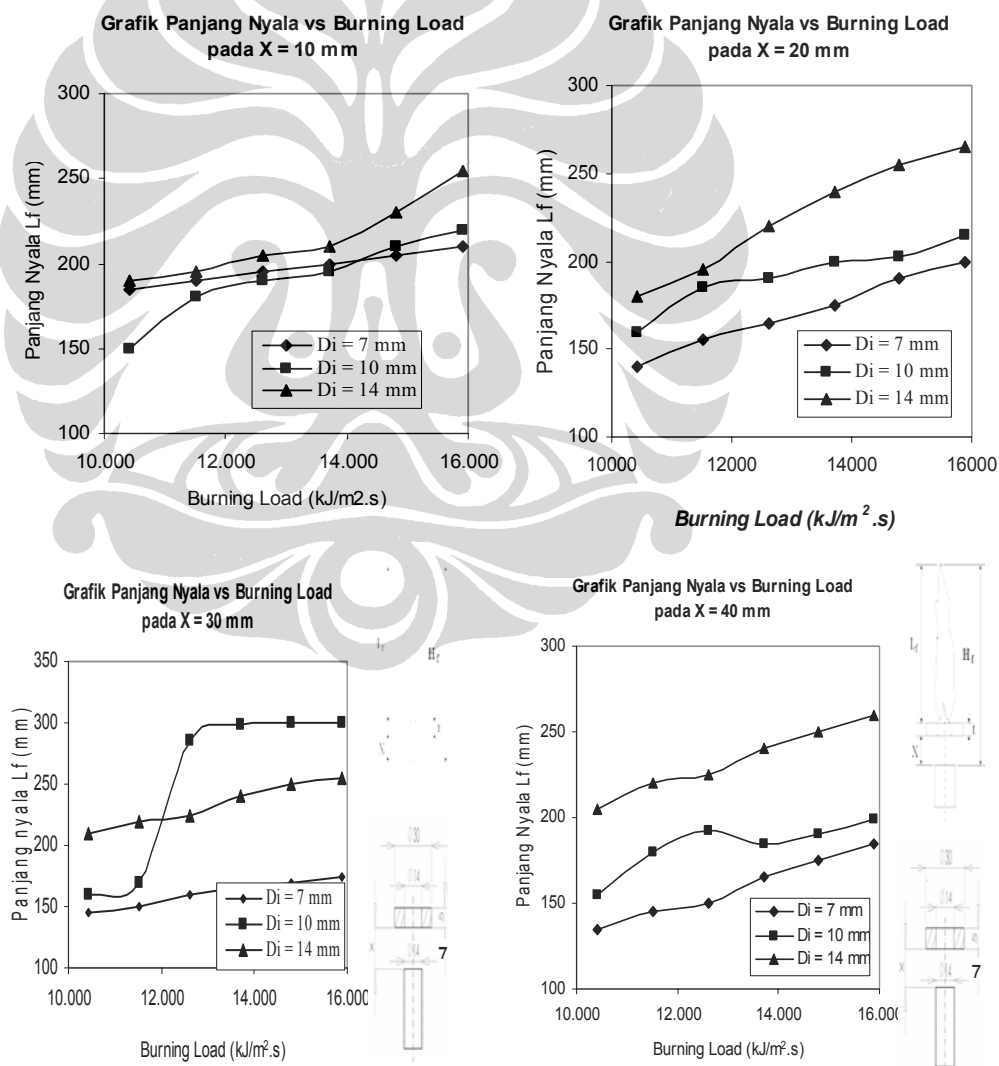 Grafik Panjang Nyala vs Burning Load
pada X = 10 mm
300
250
200
150
100
Panjang Nyala Lf (mm)
Di = 7 mm
Di = 10 mm
Di = 14 mm
10.000 12.000 14.000 16.000
Burning Load (kJ/m2.s)
Grafik Panjang Nyala vs Burning Load
pada X = 20 mm
300
250
200
150
100
Panjang Nyala Lf (mm)
Di = 7 mm
Di = 10 mm
Di = 14 mm
10000 12000 14000 16000
Burning Load (kJ/m².s)
Grafik Panjang Nyala vs Burning Load
pada X = 30 mm
350
300
250
200
150
100
Panjang nyala Lf (mm)
Di = 7 mm
Di = 10 mm
Di = 14 mm
10.000 12.000 14.000 16.000
Burning Load (kJ/m².s)
H_f
X
7
Grafik Panjang Nyala vs Burning Load
pada X = 40 mm
300
250
200
150
100
Panjang Nyala Lf (mm)
Di = 7 mm
Di = 10 mm
Di = 14 mm
10.000 12.000 14.000 16.000
Burning Load (kJ/m².s)
L_f
H_f
X
7